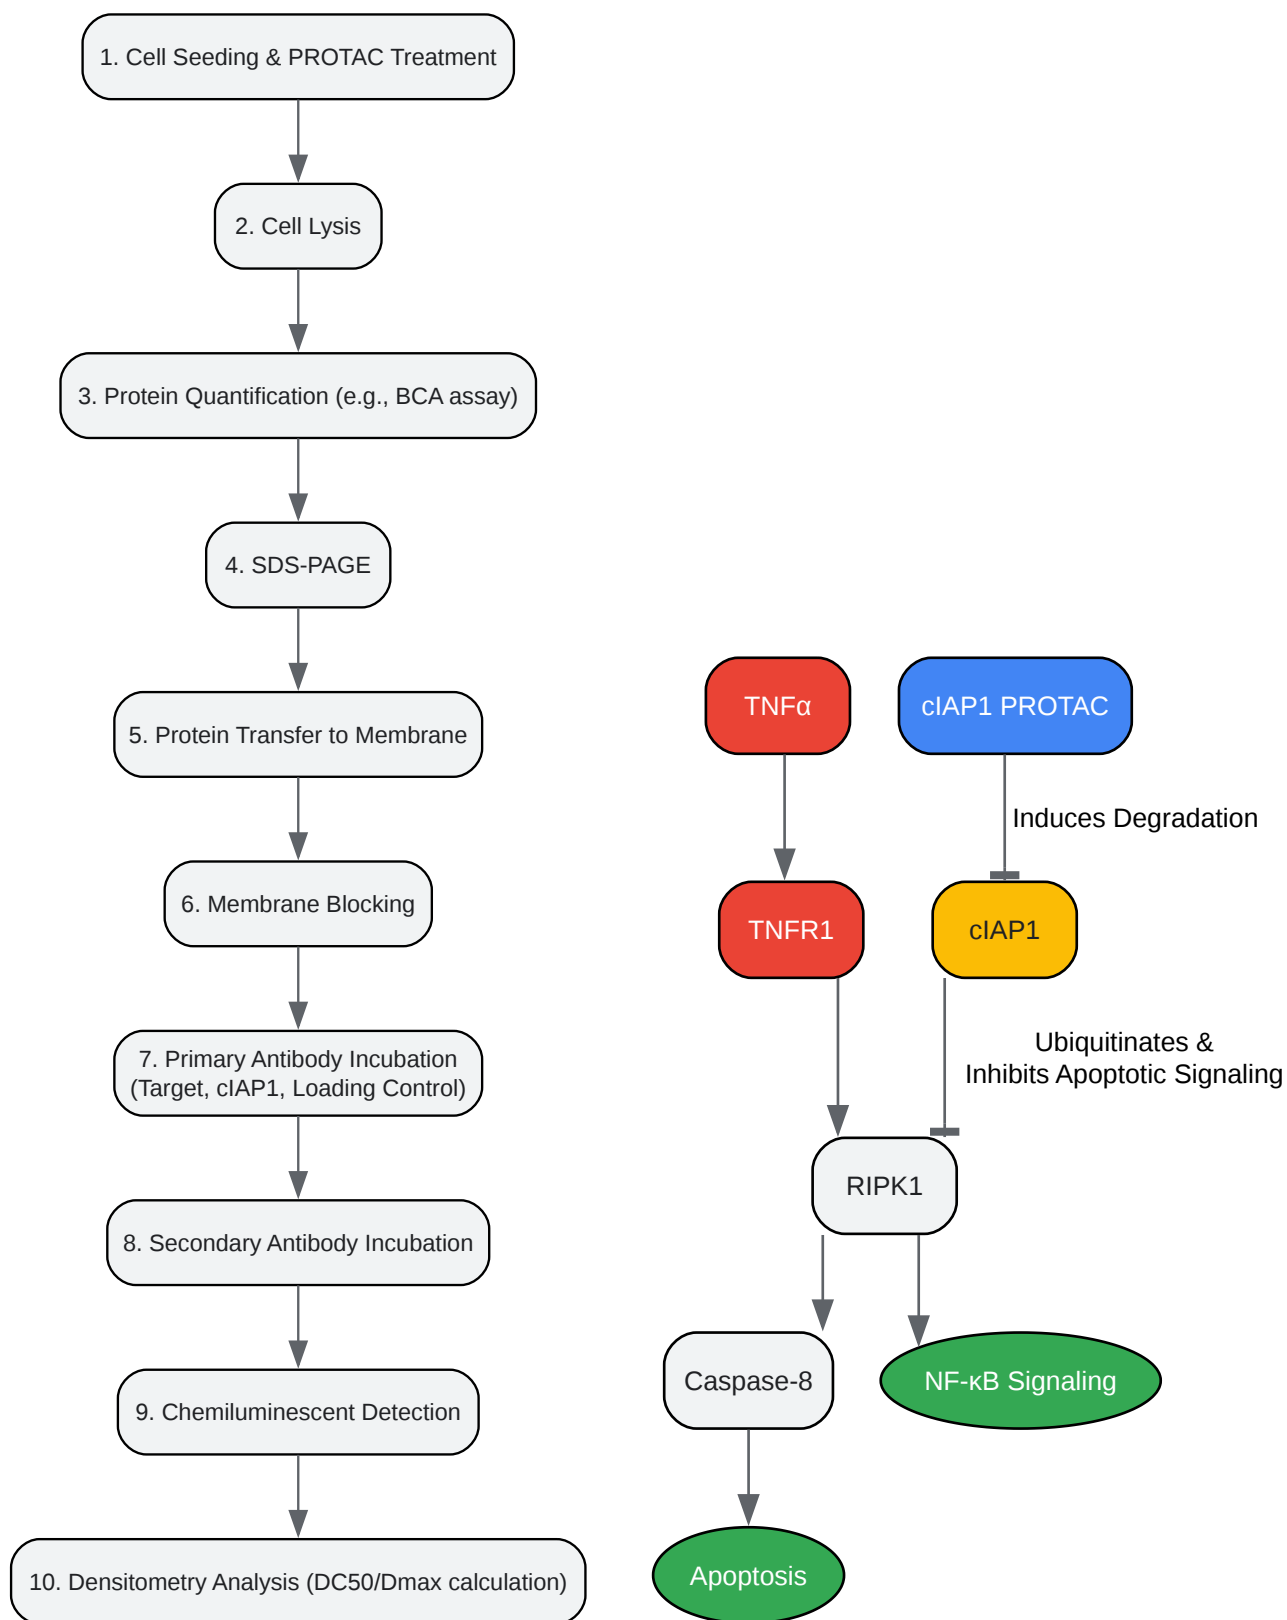 1. Cell Seeding & PROTAC Treatment
2. Cell Lysis
3. Protein Quantification (e.g., BCA assay)
4. SDS-PAGE
5. Protein Transfer to Membrane
6. Membrane Blocking
7. Primary Antibody Incubation
(Target, cIAP1, Loading Control)
8. Secondary Antibody Incubation
9. Chemiluminescent Detection
10. Densitometry Analysis (DC50/Dmax calculation)
TNFα
cIAP1 PROTAC
Induces Degradation
TNFR1
cIAP1
Ubiquitinates &
Inhibits Apoptotic Signaling
RIPK1
Caspase-8
NF-κB Signaling
Apoptosis